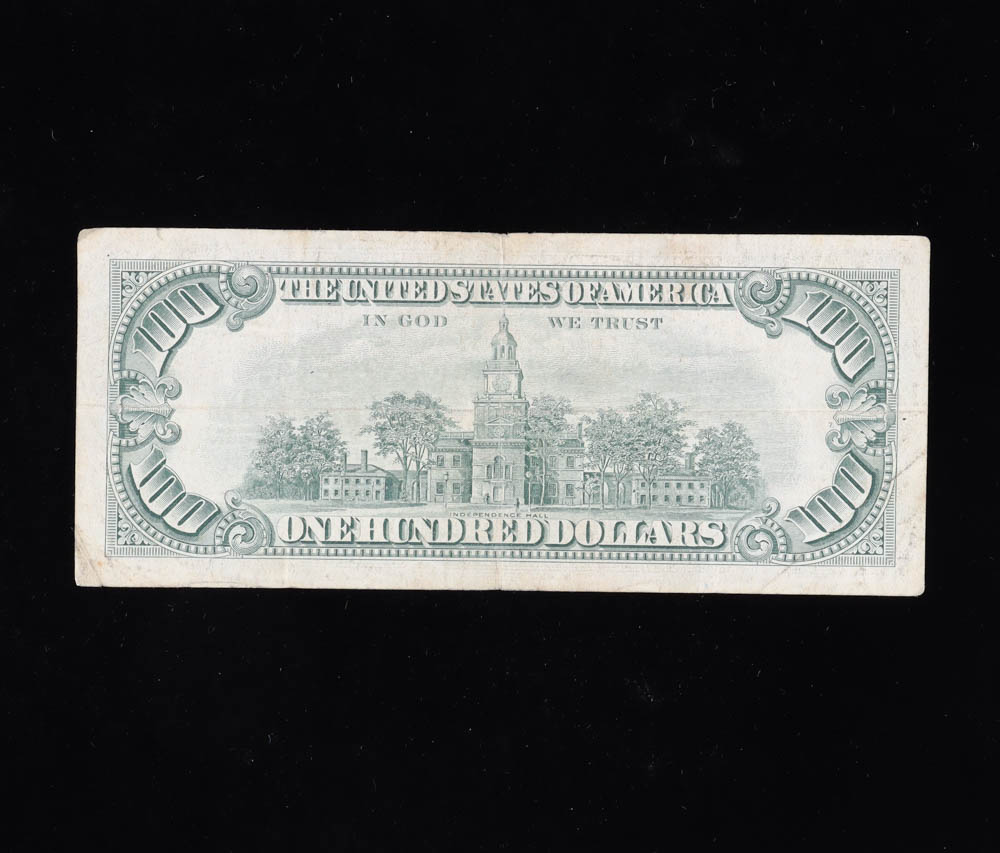 100 THE UNITED STATES OF AMERICA 100
IN GOD WE TRUST
INDEPENDENCE HALL
100 ONE HUNDRED DOLLARS 100